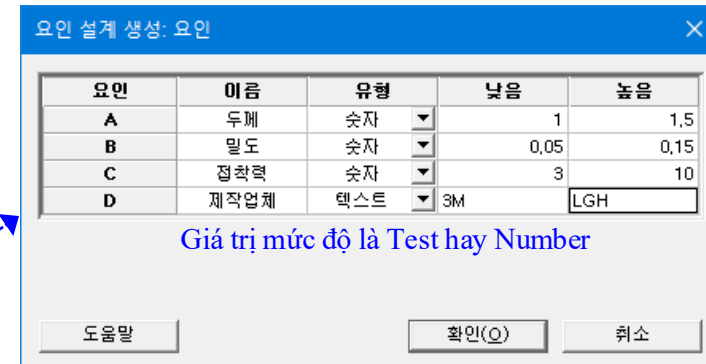 요인 설계 생성: 요인
요인 이름 유형 낮음 높음
A 두께 숫자 1 1,5
B 밀도 숫자 0,05 0,15
C 접착력 숫자 3 10
D 제작업체 텍스트 3M LGH
Giá trị mức độ là Test hay Number
도움말 확인(O) 취소